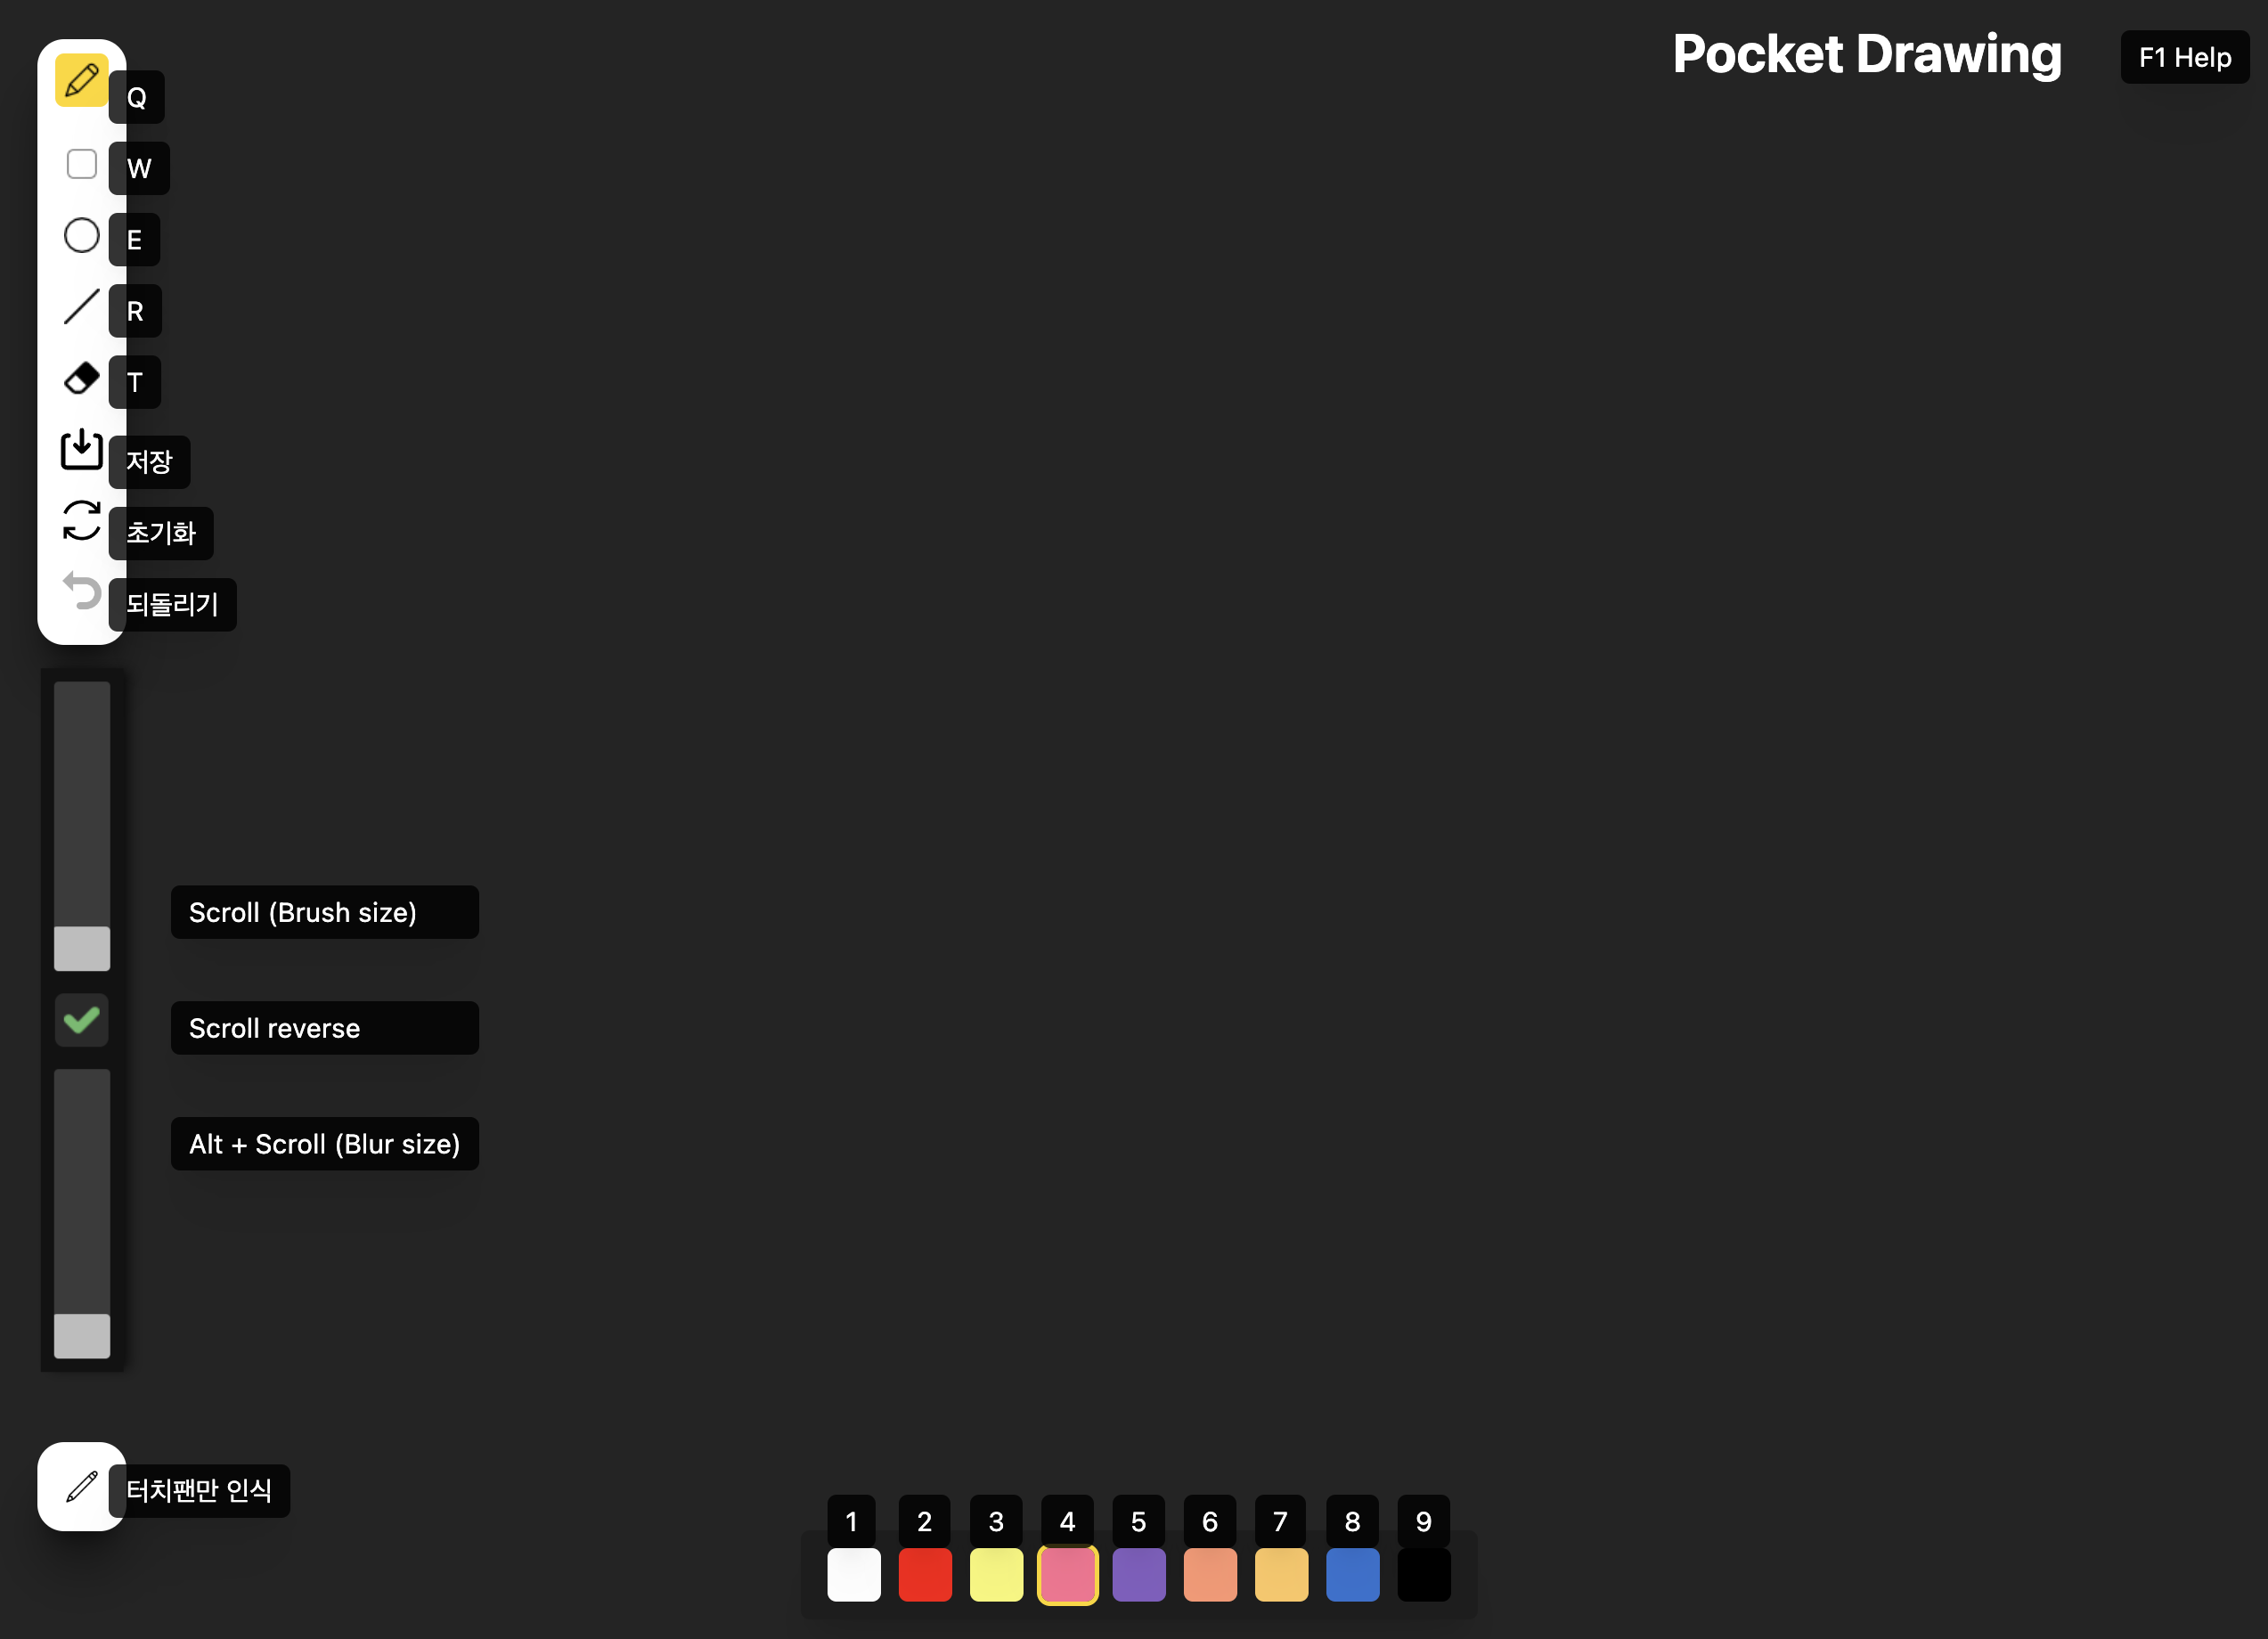 Pocket Drawing
F1 Help
Q
W
E
R
T
저장
초기화
되돌리기
Scroll (Brush size)
Scroll reverse
Alt + Scroll (Blur size)
터치팬만 인식
1 2 3 4 5 6 7 8 9